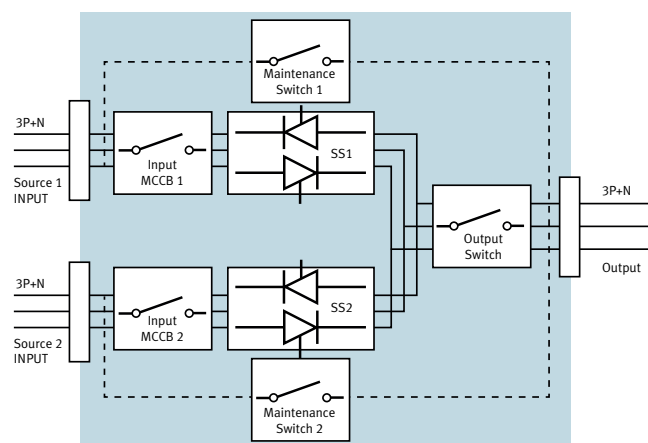 Maintenance
Switch 1
3P+N
Source 1
INPUT
Input
MCCB 1
SS1
3P+N
Output
Switch
Output
3P+N
Source 2
INPUT
Input
MCCB 2
SS2
Maintenance
Switch 2